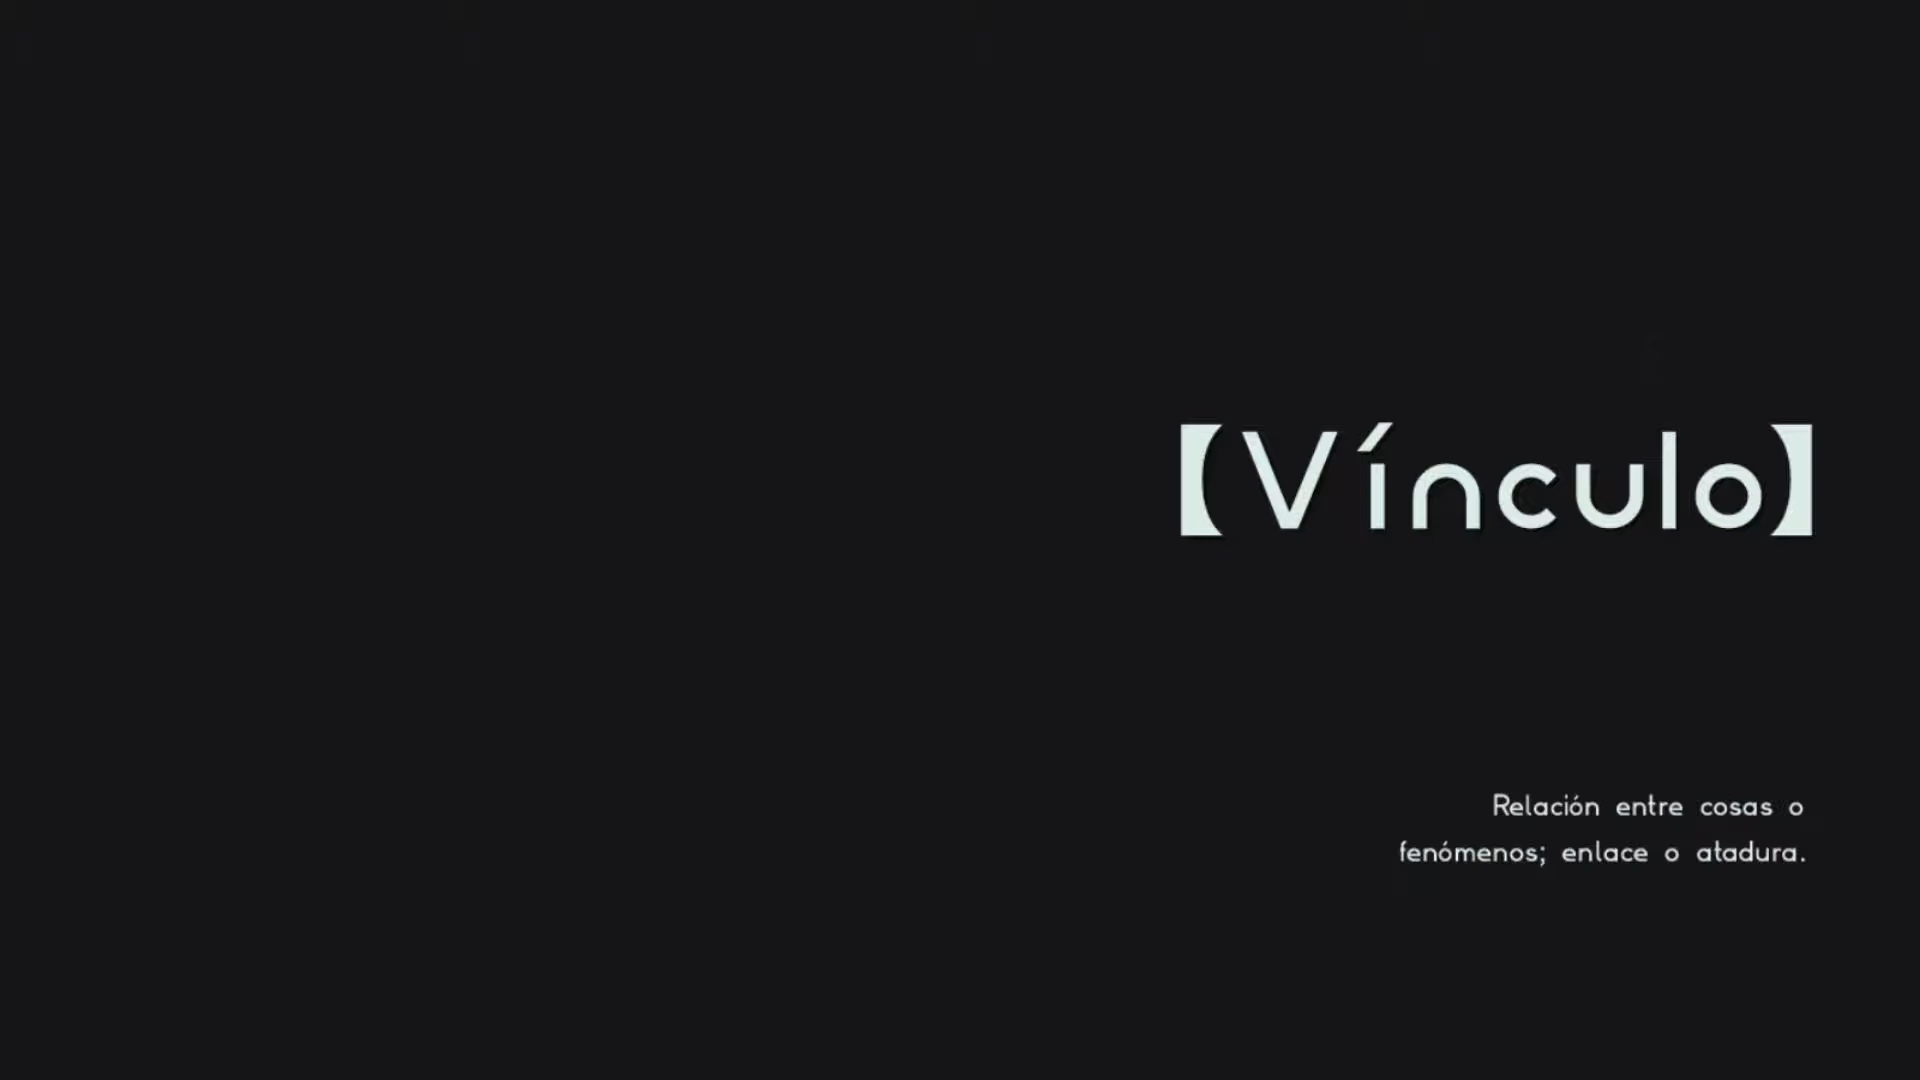 【Vínculo】
Relación entre cosas o
fenómenos; enlace o atadura.